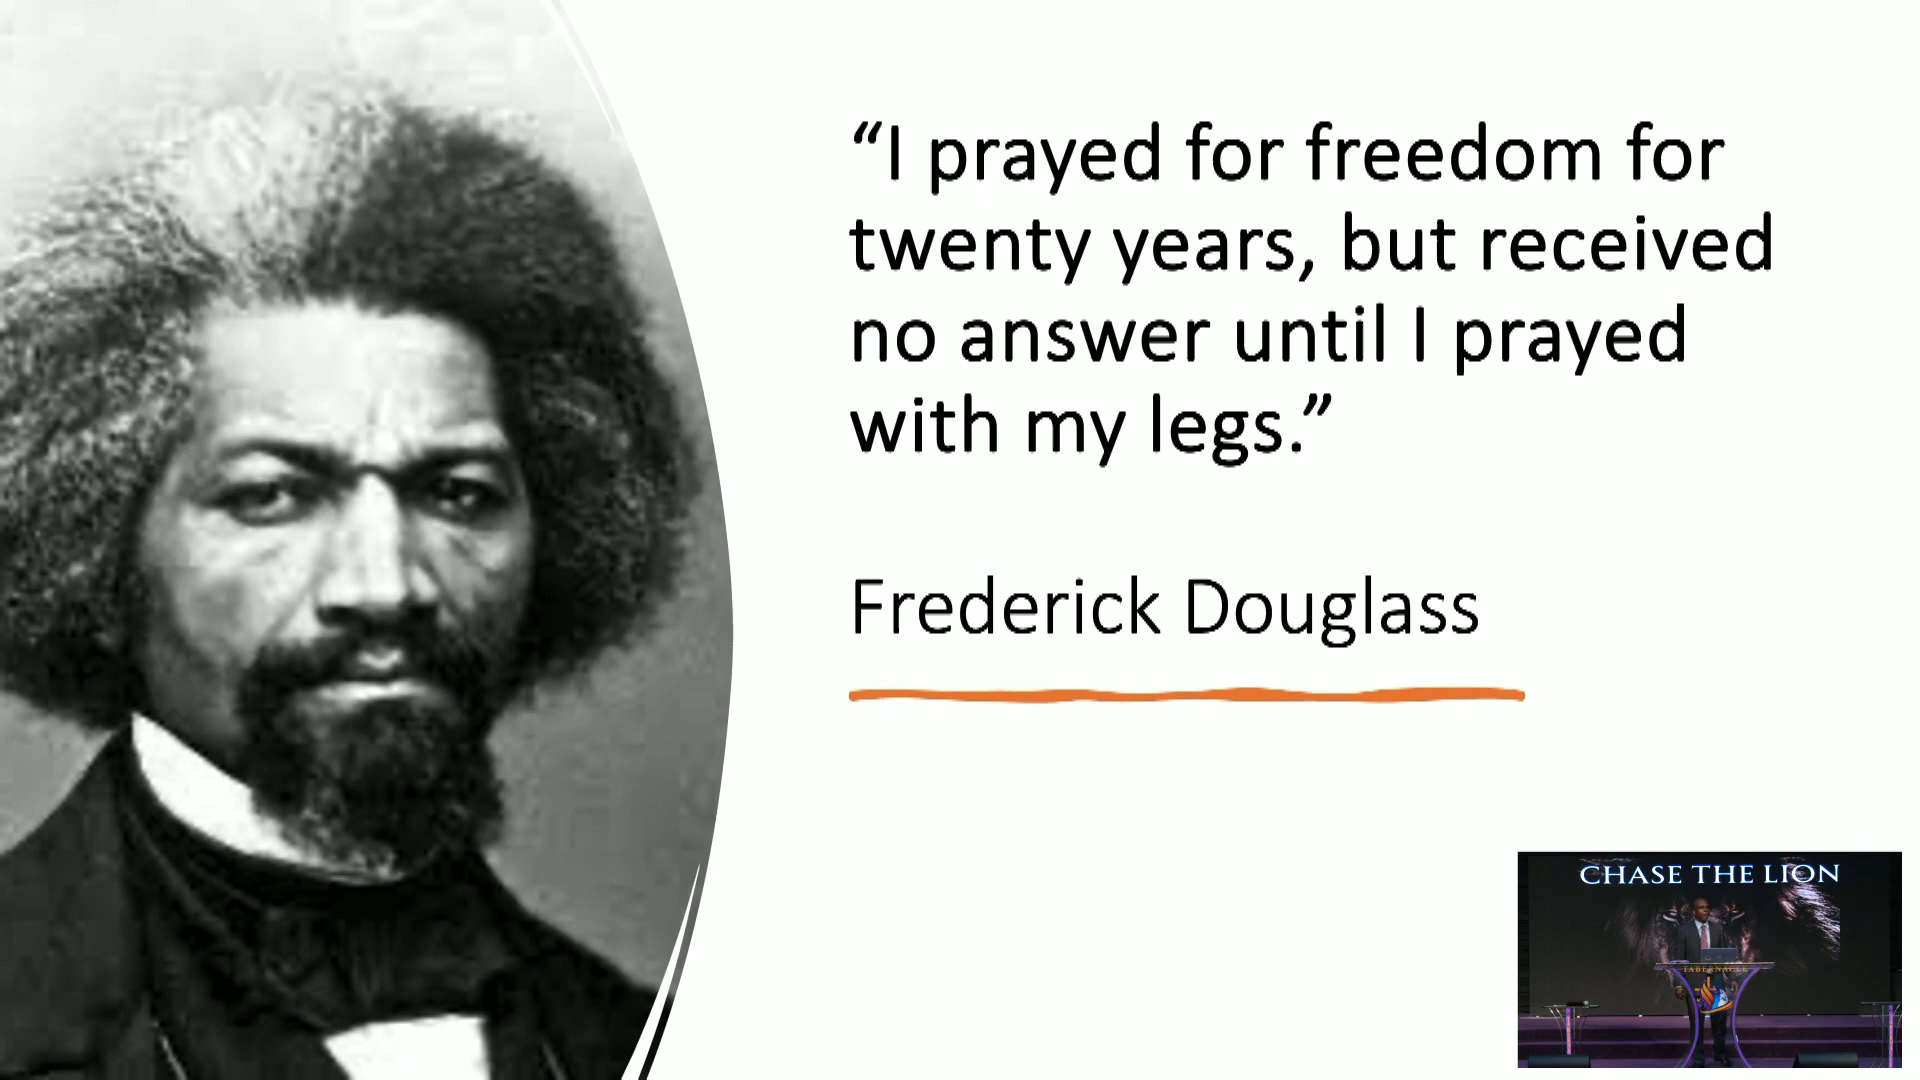 “I prayed for freedom for
twenty years, but received
no answer until I prayed
with my legs.”
Frederick Douglass
CHASE THE LION
TABERNACLE